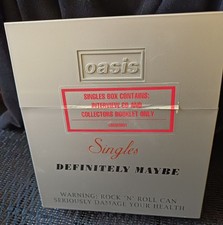 oasis
SINGLES BOX CONTAINS:
INTERVIEW CD AND
COLLECTORS BOOKLET ONLY
Singles
DEFINITELY MAYBE
WARNING: ROCK 'N' ROLL CAN
SERIOUSLY DAMAGE YOUR HEALTH